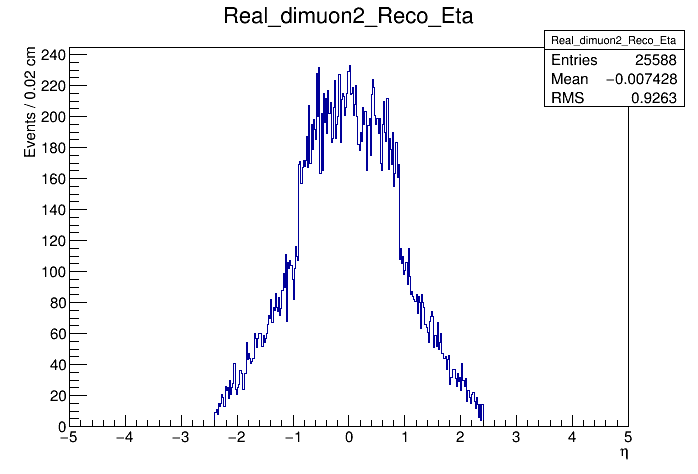 Real_dimuon2_Reco_Eta
Real_dimuon2_Reco_Eta
Entries 25588
Mean −0.007428
RMS 0.9263
Events / 0.02 cm
240
220
200
180
160
140
120
100
80
60
40
20
0
−5 −4 −3 −2 −1 0 1 2 3 4 5
η